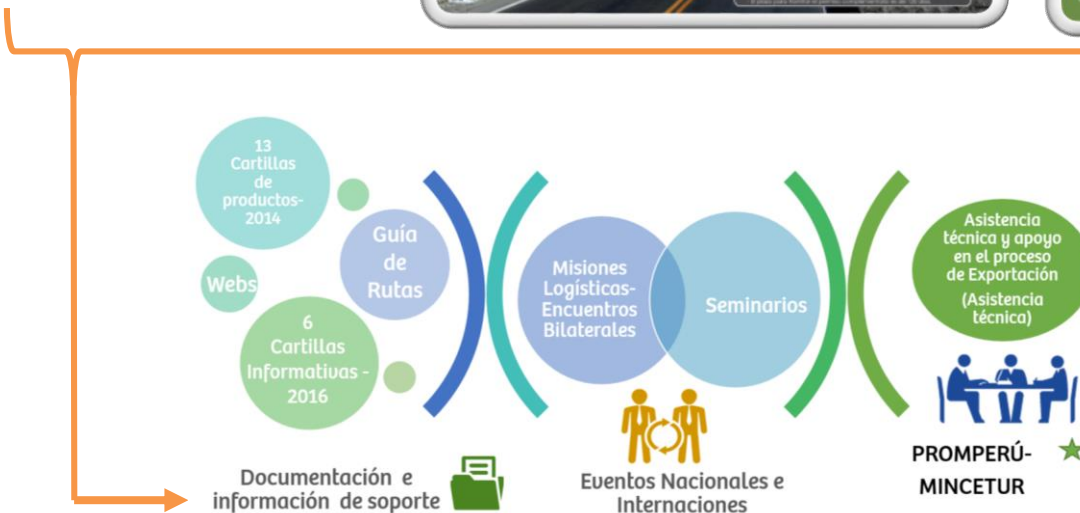 13
Cartillas
de
productos-
2014
Guía
de
Rutas
Webs
6
Cartillas
Informativas -
2016
Documentación e
información de soporte
Misiones
Logísticas-
Encuentros
Bilaterales
Seminarios
Eventos Nacionales e
Internaciones
Asistencia
técnica y apoyo
en el proceso
de Exportación
(Asistencia
técnica)
PROMPERÚ-
MINCETUR